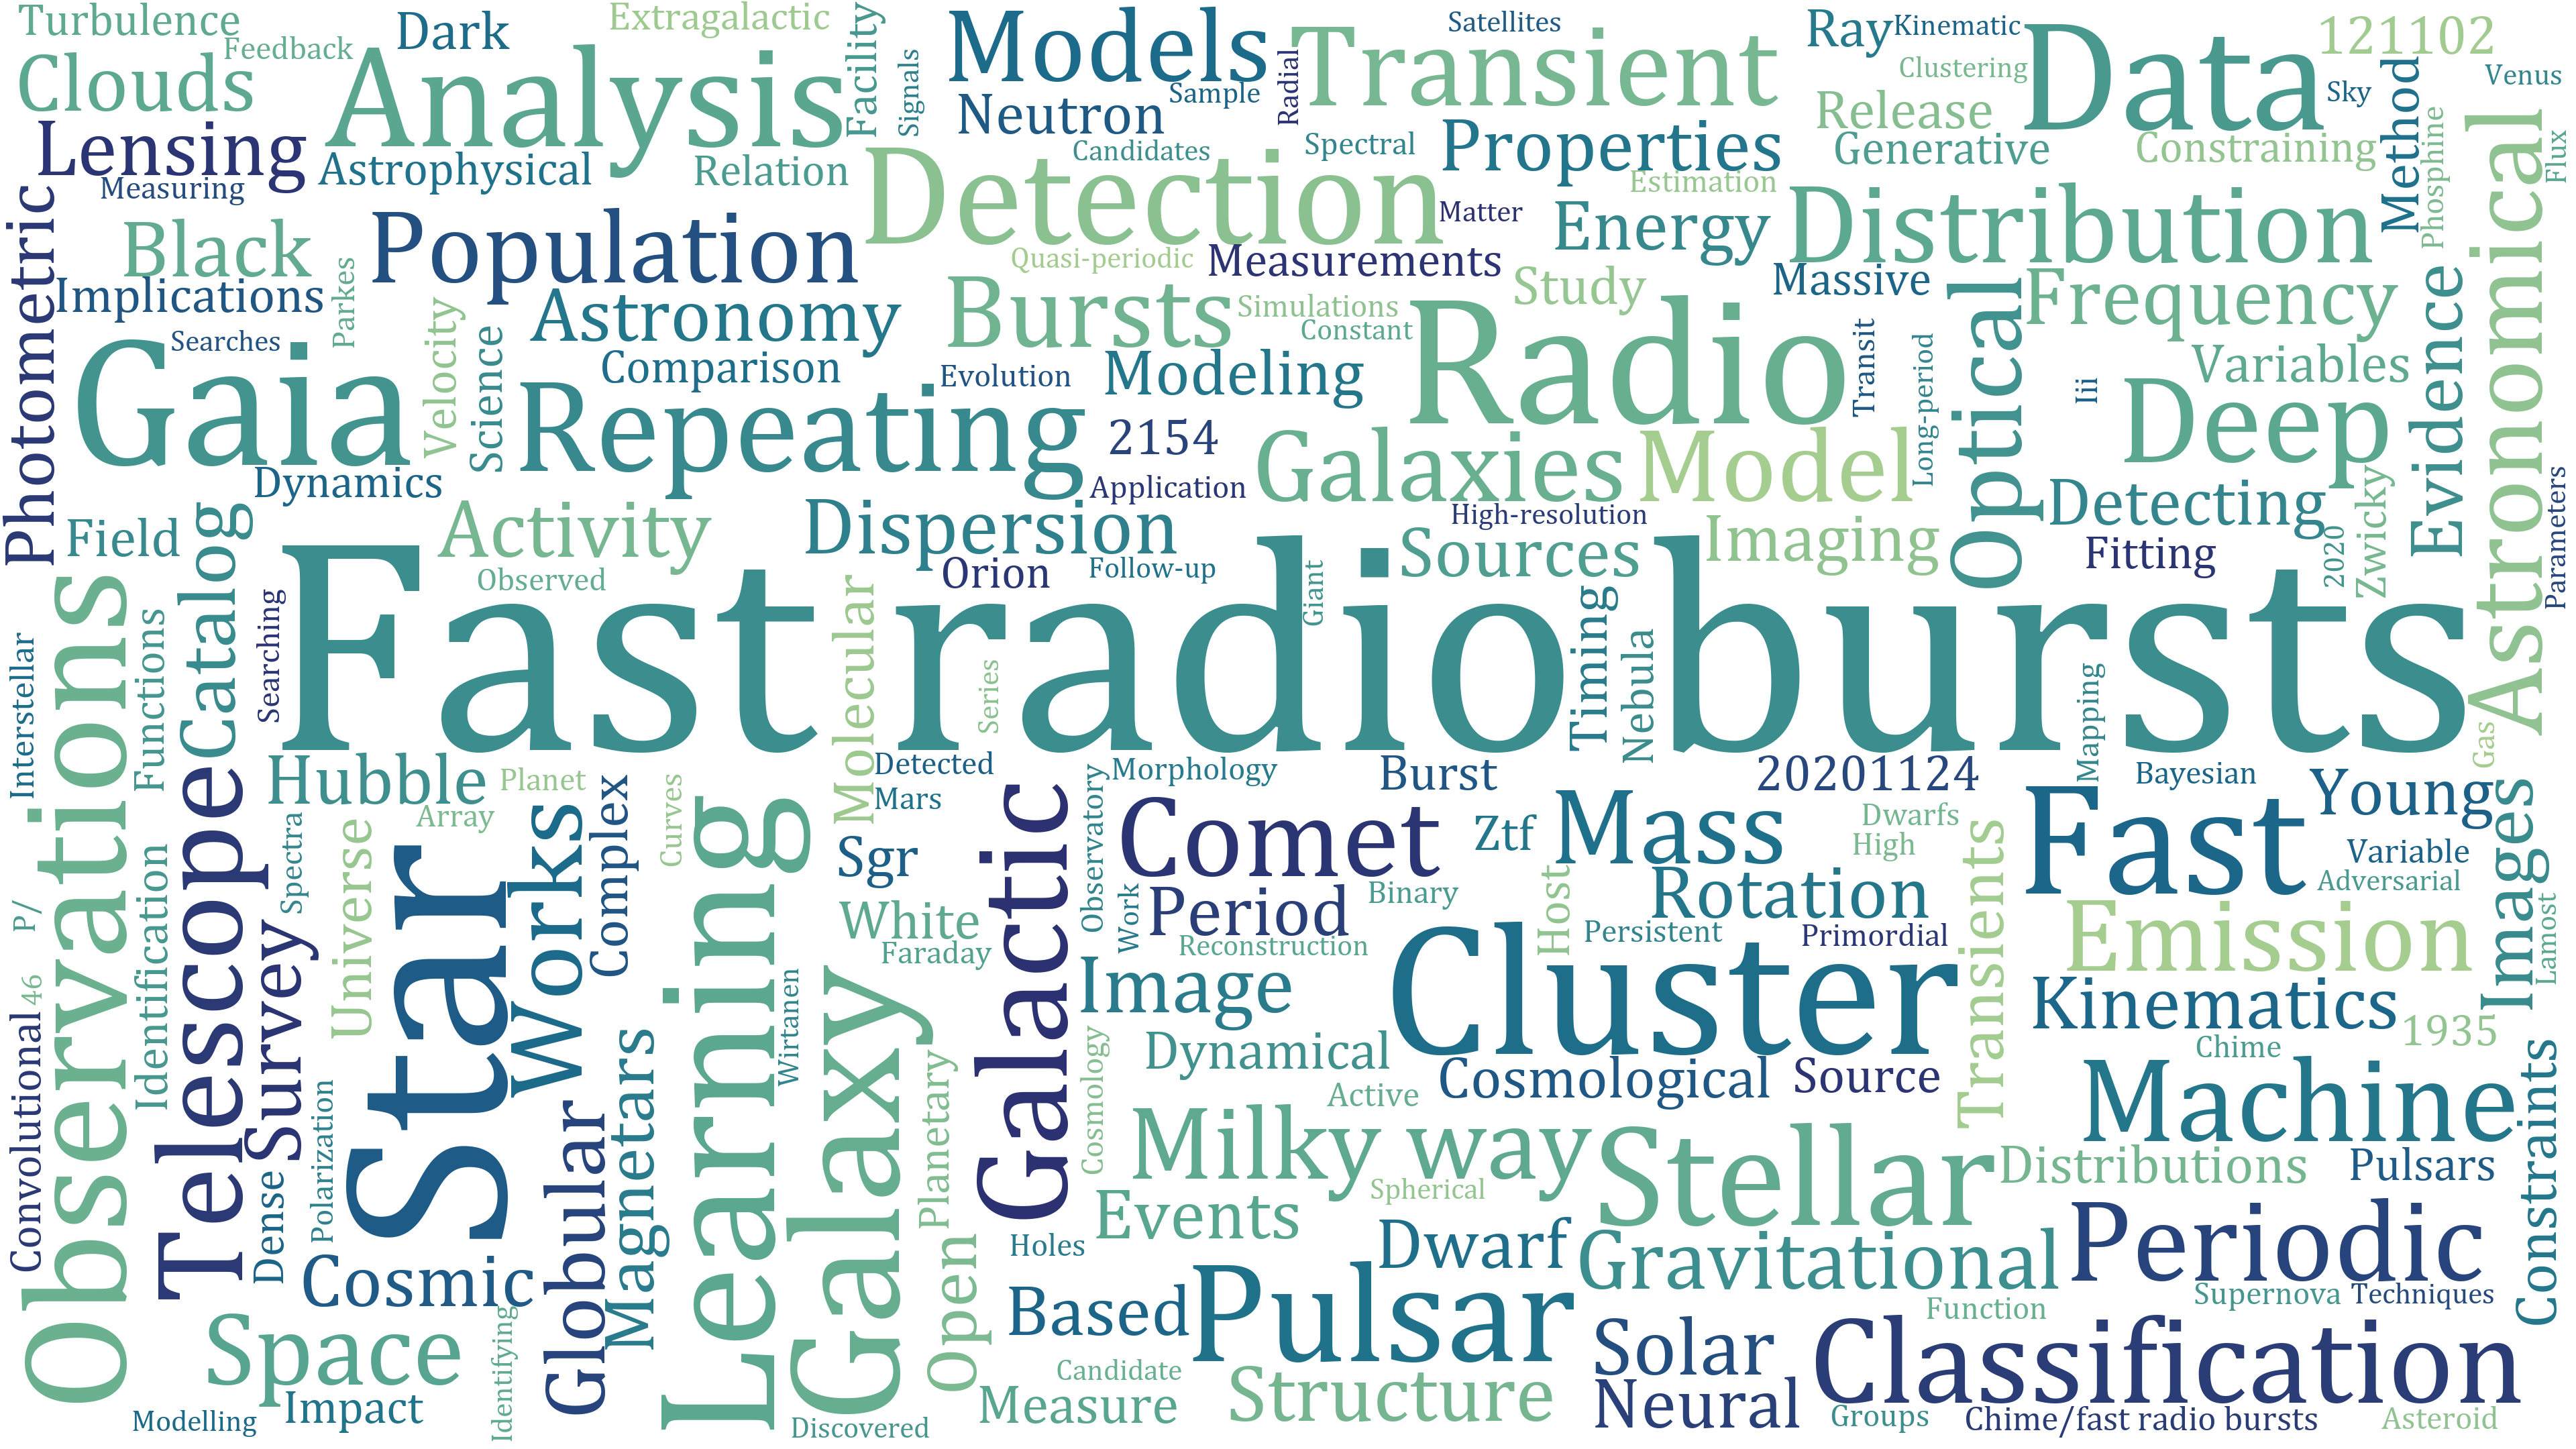 Turbulence
Feedback
Dark
Extragalactic
Clouds
Analysis
Facility
Signals
Models
Sample
Neutron
Radial
Transient
Satellites
Ray
Kinematic
Clustering
Data
121102
Sky
Method
Venus
Lensing
Measuring
Astrophysical
Relation
Candidates
Spectral
Properties
Release
Generative
Constraining
Phosphine
Flux
Astronomical
Photometric
Black
Population
Detection
Matter
Estimation
Energy
Distribution
Implications
Parkes
Quasi-periodic
Measurements
Study
Massive
Optical
Frequency
Evidence
Searches
Velocity
Science
Astronomy
Bursts
Simulations
Constant
Radio
Transit
Long-period
Variables
Gaia
Comparison
Evolution
Modeling
Iii
Deep
Repeating
2154
Galaxies
Model
Dynamics
Application
High-resolution
Detecting
Zwicky
Parameters
Field
Catalog
Activity
Dispersion
Sources
Imaging
Fitting
2020
Observed
Orion
Follow-up
Giant
Fast radio bursts
Observations
Interstellar
Functions
Searching
Molecular
Series
Timing
Nebula
Mapping
Gas
Telescope
Hubble
Planet
Complex
Curves
Detected
Mars
Observatory
Morphology
Burst
20201124
Bayesian
Young
Images
Array
Works
Learning
Galactic
Comet
Ztf
Mass
Dwarfs
High
Fast
Variable
Adversarial
Spectra
Universe
Star
Sgr
White
Faraday
Work
Period
Binary
Host
Rotation
Transients
Emission
Lamost
P/
46
Identification
Survey
Wirtanen
Galaxy
Reconstruction
Persistent
Primordial
Image
Cluster
Kinematics
1935
Convolutional
Polarization
Dense
Magnetars
Planetary
Cosmology
Dynamical
Active
Cosmological
Source
Chime
Machine
Constraints
Globular
Open
Milky way
Spherical
Stellar
Distributions
Pulsars
Cosmic
Events
Holes
Dwarf
Gravitational
Periodic
Supernova
Techniques
Space
Identifying
Based
Pulsar
Function
Impact
Modelling
Discovered
Candidate
Measure
Structure
Solar
Neural
Classification
Groups
Chime/fast radio bursts
Asteroid